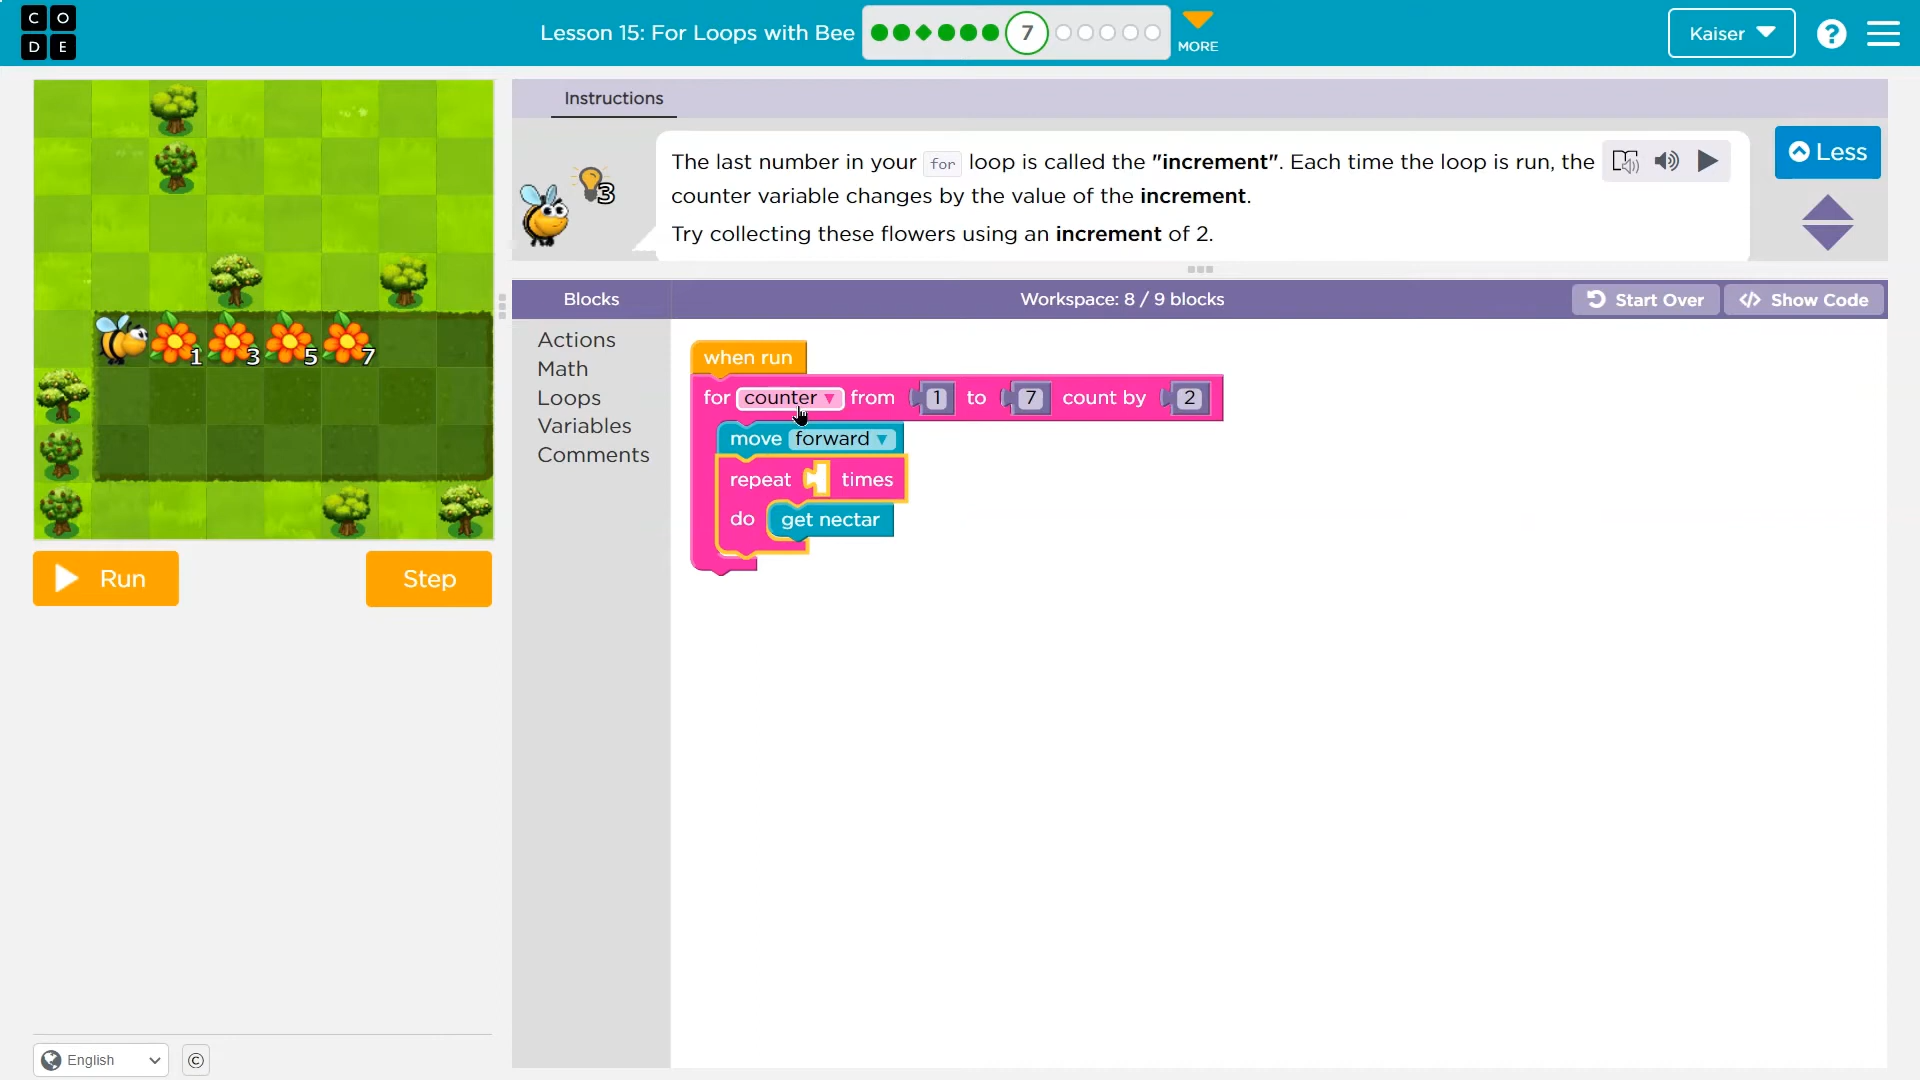 C O
D E
Lesson 15: For Loops with Bee
7
MORE
Kaiser
?
Instructions
The last number in your for loop is called the "increment". Each time the loop is run, the
counter variable changes by the value of the increment.
Try collecting these flowers using an increment of 2.
3
Less
Blocks
Workspace: 8 / 9 blocks
Start Over
</> Show Code
Actions
Math
Loops
Variables
Comments
when run
for counter from 1 to 7 count by 2
move forward
repeat times
do get nectar
1 3 5 7
Run
Step
English
©